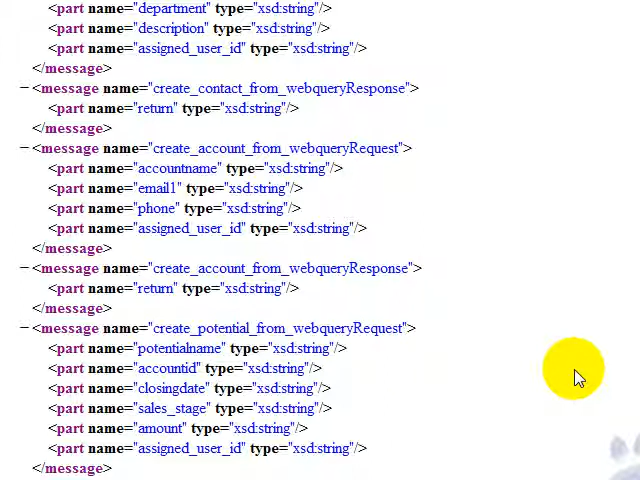 <part name="department" type="xsd:string"/>
<part name="description" type="xsd:string"/>
<part name="assigned_user_id" type="xsd:string"/>
</message>
−<message name="create_contact_from_webqueryResponse">
<part name="return" type="xsd:string"/>
</message>
−<message name="create_account_from_webqueryRequest">
<part name="accountname" type="xsd:string"/>
<part name="email1" type="xsd:string"/>
<part name="phone" type="xsd:string"/>
<part name="assigned_user_id" type="xsd:string"/>
</message>
−<message name="create_account_from_webqueryResponse">
<part name="return" type="xsd:string"/>
</message>
−<message name="create_potential_from_webqueryRequest">
<part name="potentialname" type="xsd:string"/>
<part name="accountid" type="xsd:string"/>
<part name="closingdate" type="xsd:string"/>
<part name="sales_stage" type="xsd:string"/>
<part name="amount" type="xsd:string"/>
<part name="assigned_user_id" type="xsd:string"/>
</message>